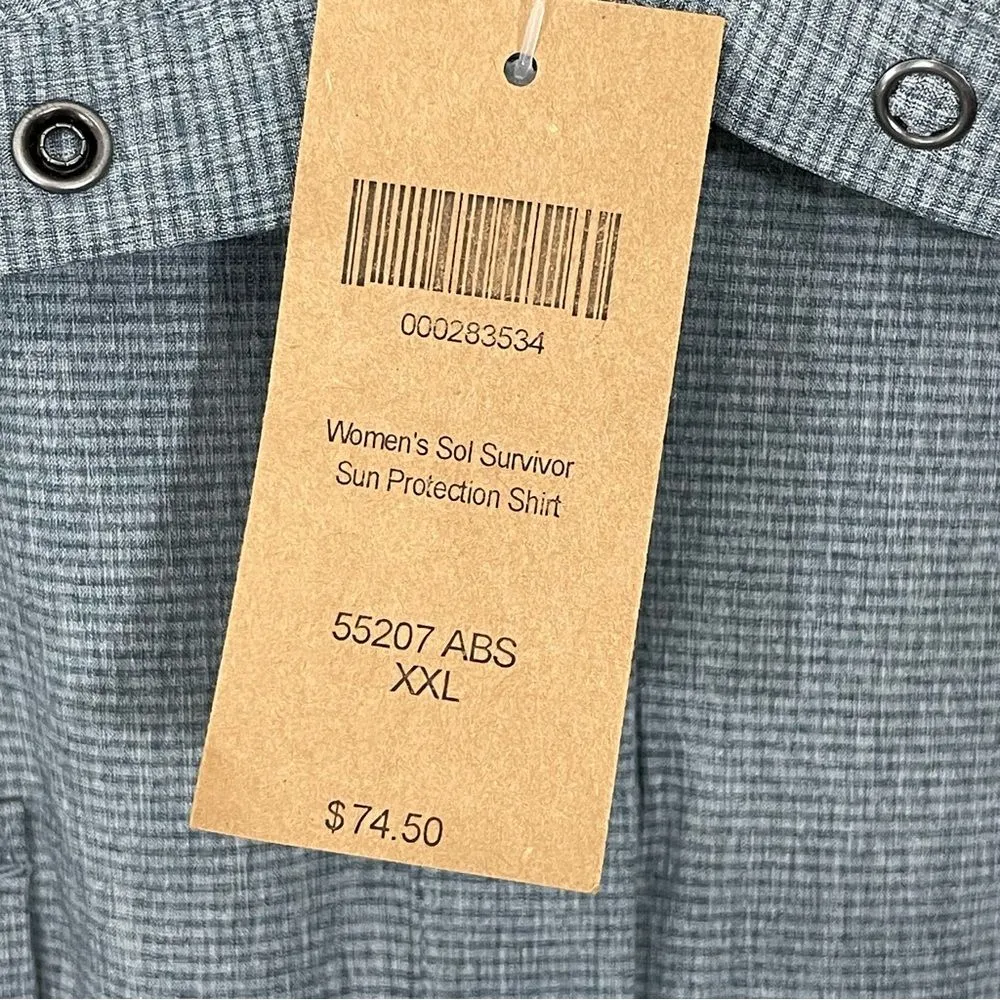 000283534
Women's Sol Survivor
Sun Protection Shirt
55207 ABS
XXL
$74.50